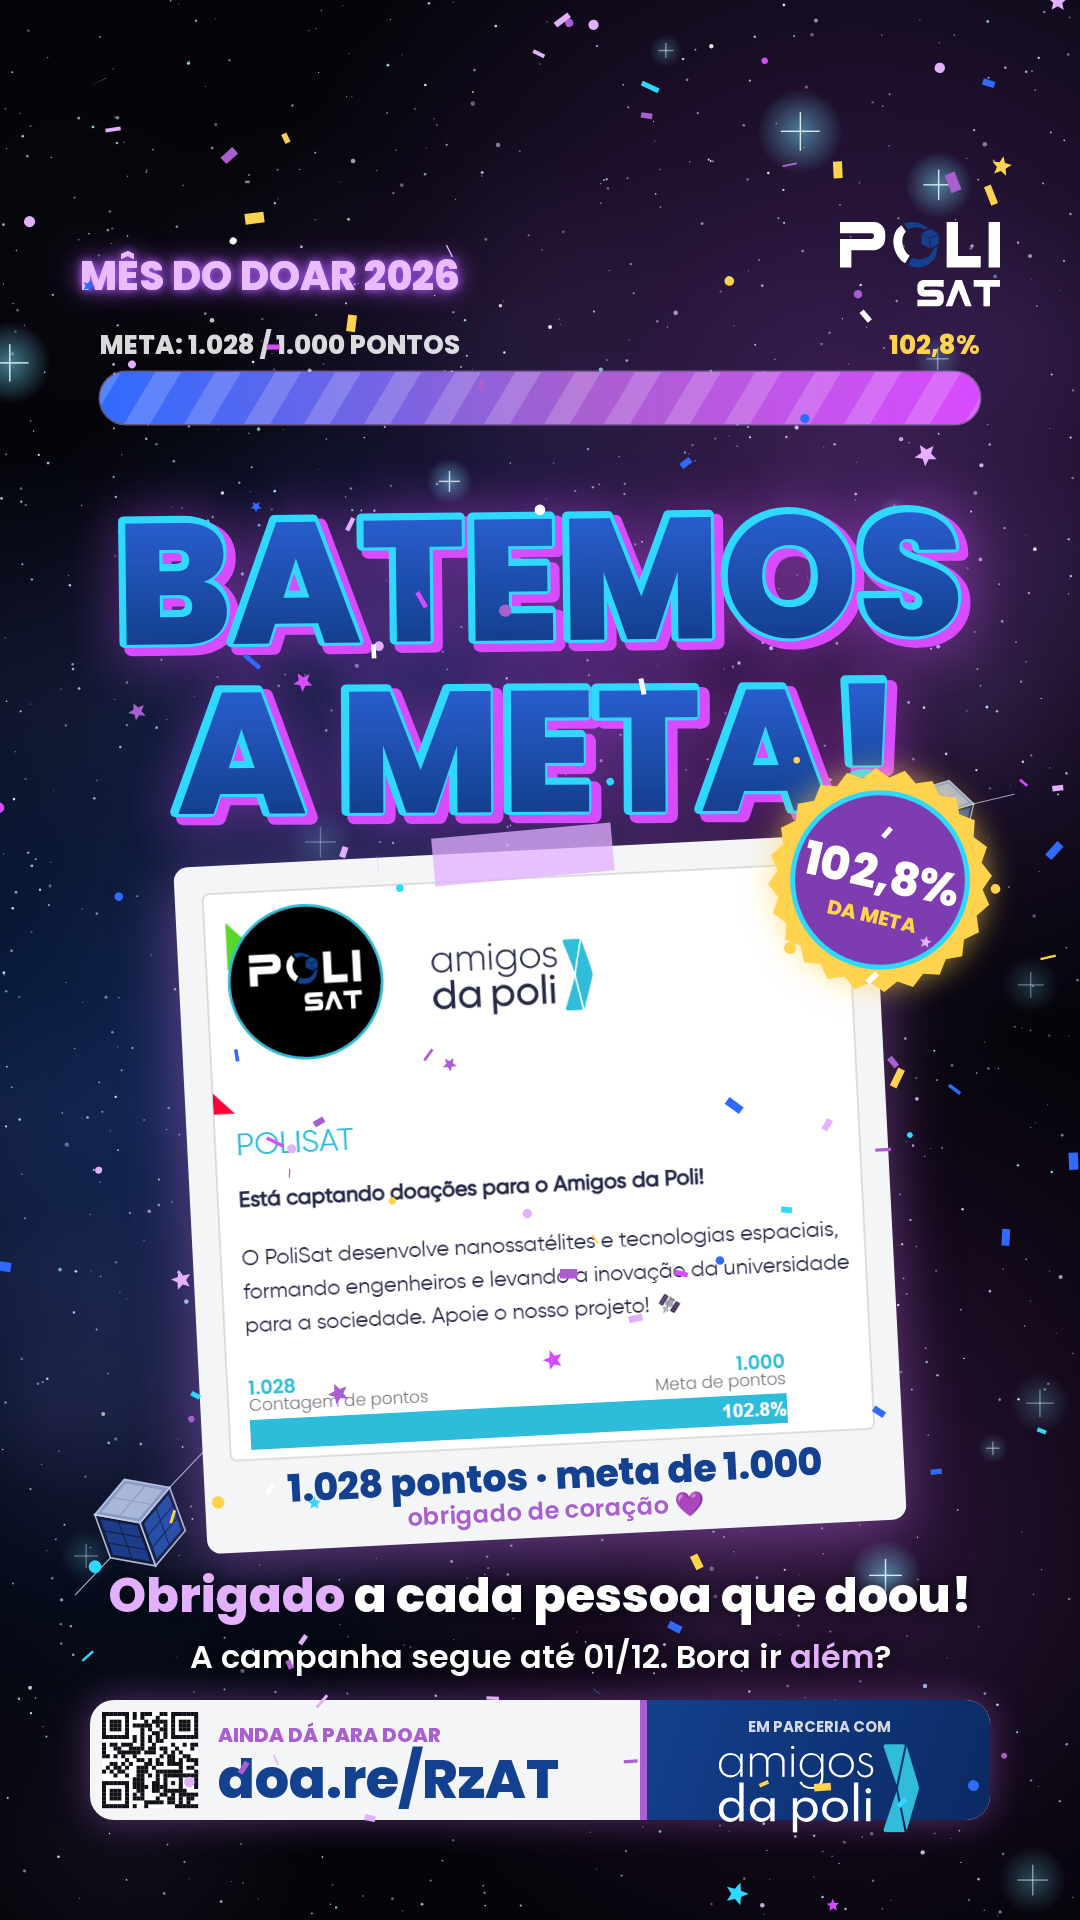 POLI
SAT
MÊS DO DOAR 2026
META: 1.028 / 1.000 PONTOS
102,8%
BATEMOS
A META!
102,8%
DA META
POLI
SAT
amigos
da poli
POLISAT
Está captando doações para o Amigos da Poli!
O PoliSat desenvolve nanossatélites e tecnologias espaciais,
formando engenheiros e levando a inovação da universidade
para a sociedade. Apoie o nosso projeto! 🛰️
1.028
Contagem de pontos
1.000
Meta de pontos
102.8%
1.028 pontos · meta de 1.000
obrigado de coração 💜
Obrigado a cada pessoa que doou!
A campanha segue até 01/12. Bora ir além?
AINDA DÁ PARA DOAR
doa.re/RzAT
EM PARCERIA COM
amigos
da poli